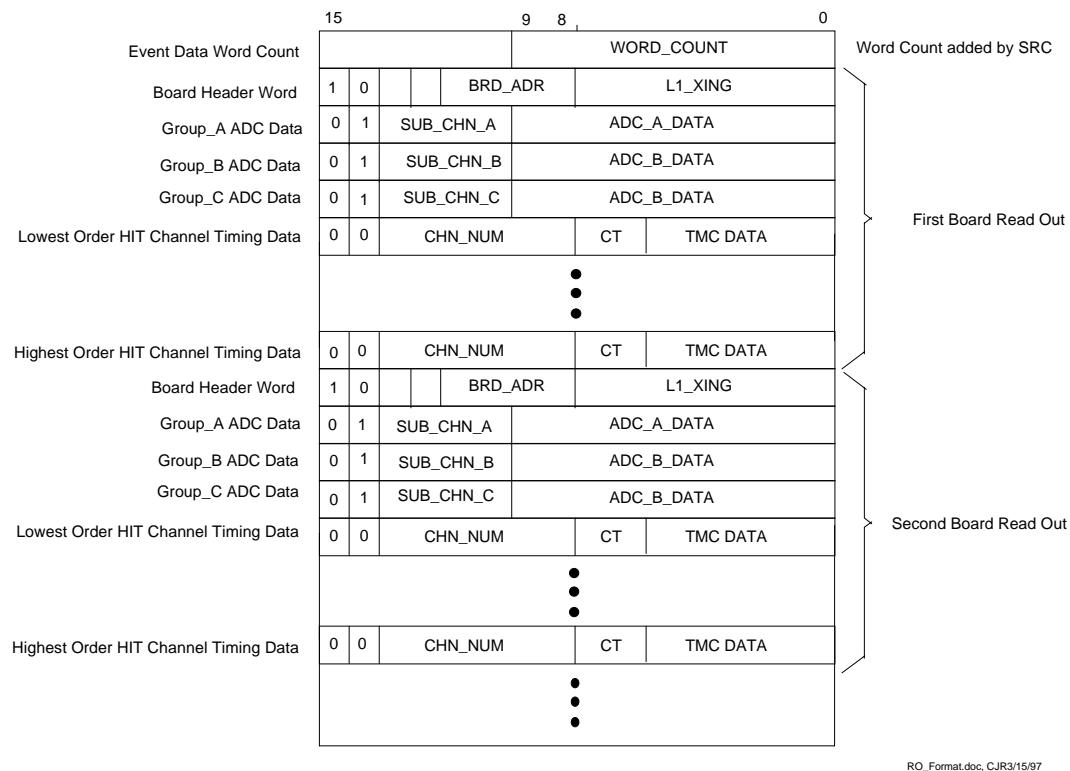 15 9 8 0
Event Data Word Count WORD_COUNT Word Count added by SRC
Board Header Word 1 0 BRD_ADR L1_XING
Group_A ADC Data 0 1 SUB_CHN_A ADC_A_DATA
Group_B ADC Data 0 1 SUB_CHN_B ADC_B_DATA
Group_C ADC Data 0 1 SUB_CHN_C ADC_B_DATA
First Board Read Out
Lowest Order HIT Channel Timing Data 0 0 CHN_NUM CT TMC DATA
Highest Order HIT Channel Timing Data 0 0 CHN_NUM CT TMC DATA
Board Header Word 1 0 BRD_ADR L1_XING
Group_A ADC Data 0 1 SUB_CHN_A ADC_A_DATA
Group_B ADC Data 0 1 SUB_CHN_B ADC_B_DATA
Group_C ADC Data 0 1 SUB_CHN_C ADC_B_DATA
Second Board Read Out
Lowest Order HIT Channel Timing Data 0 0 CHN_NUM CT TMC DATA
Highest Order HIT Channel Timing Data 0 0 CHN_NUM CT TMC DATA
RO_Format.doc, CJR3/15/97